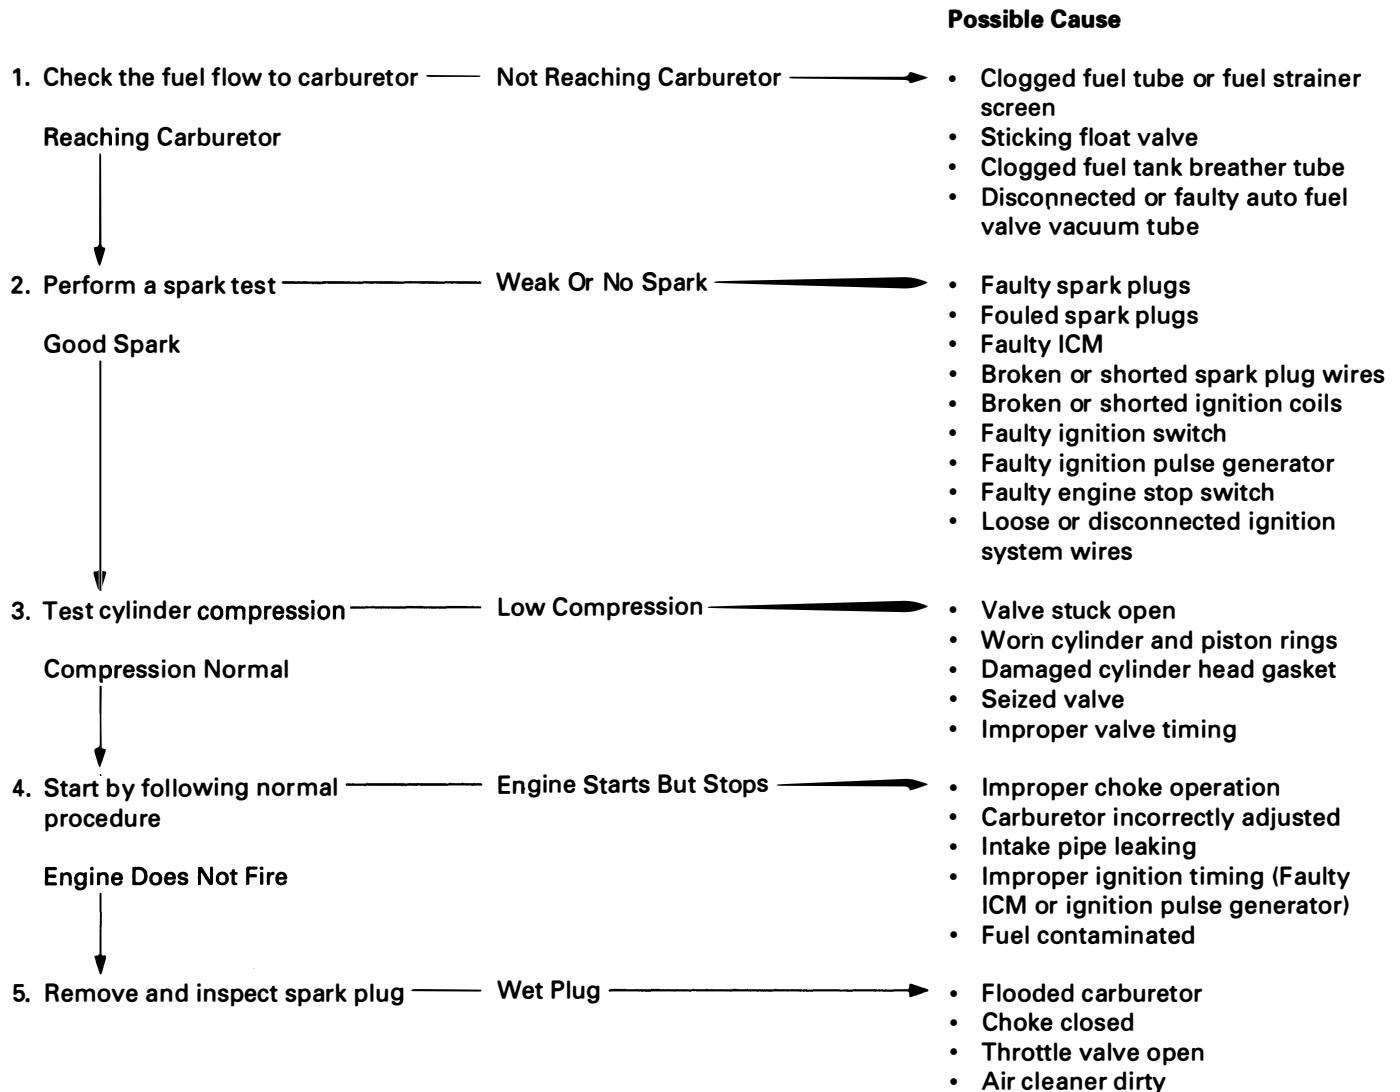 Possible Cause
1. Check the fuel flow to carburetor
Not Reaching Carburetor
• Clogged fuel tube or fuel strainer
screen
• Sticking float valve
• Clogged fuel tank breather tube
• Disconnected or faulty auto fuel
valve vacuum tube
Reaching Carburetor
2. Perform a spark test
Weak Or No Spark
• Faulty spark plugs
• Fouled spark plugs
• Faulty ICM
• Broken or shorted spark plug wires
• Broken or shorted ignition coils
• Faulty ignition switch
• Faulty ignition pulse generator
• Faulty engine stop switch
• Loose or disconnected ignition
system wires
Good Spark
3. Test cylinder compression
Low Compression
• Valve stuck open
• Worn cylinder and piston rings
• Damaged cylinder head gasket
• Seized valve
• Improper valve timing
Compression Normal
4. Start by following normal
procedure
Engine Starts But Stops
• Improper choke operation
• Carburetor incorrectly adjusted
• Intake pipe leaking
• Improper ignition timing (Faulty
ICM or ignition pulse generator)
• Fuel contaminated
Engine Does Not Fire
5. Remove and inspect spark plug
Wet Plug
• Flooded carburetor
• Choke closed
• Throttle valve open
• Air cleaner dirty